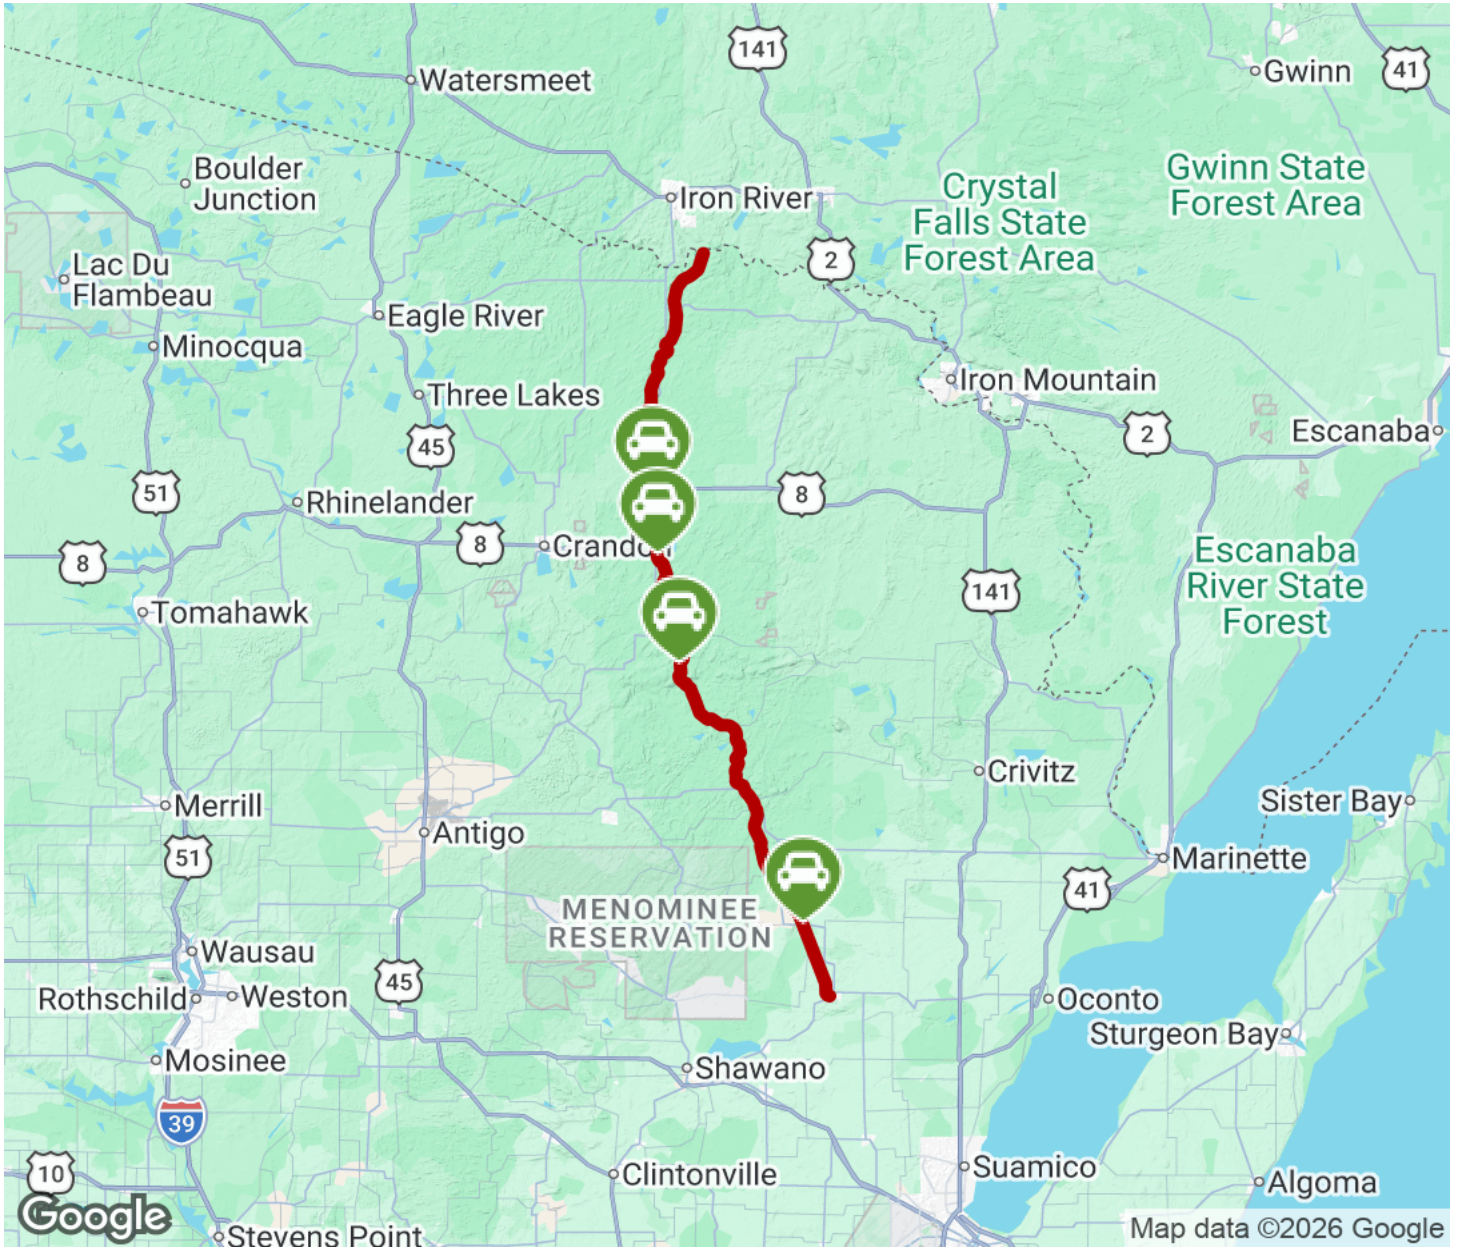 141
Gwinn
41
Watersmeet
Boulder
Junction
Gwinn State
Forest Area
Crystal
Falls State
Forest Area
Iron River
2
Lac Du
Flambeau
Eagle River
Minocqua
Iron Mountain
Three Lakes
45
2
Escanaba
51
Rhinelander
8
8
Crandon
8
Escanaba
River State
Forest
141
Tomahawk
Crivitz
Merrill
Sister Bay
Antigo
51
Marinette
41
MENOMINEE
RESERVATION
Wausau
45
Rothschild
Weston
Oconto
Sturgeon Bay
Mosinee
Shawano
39
10
Clintonville
Suamico
Algoma
Google
Stevens Point
Map data ©2026 Google